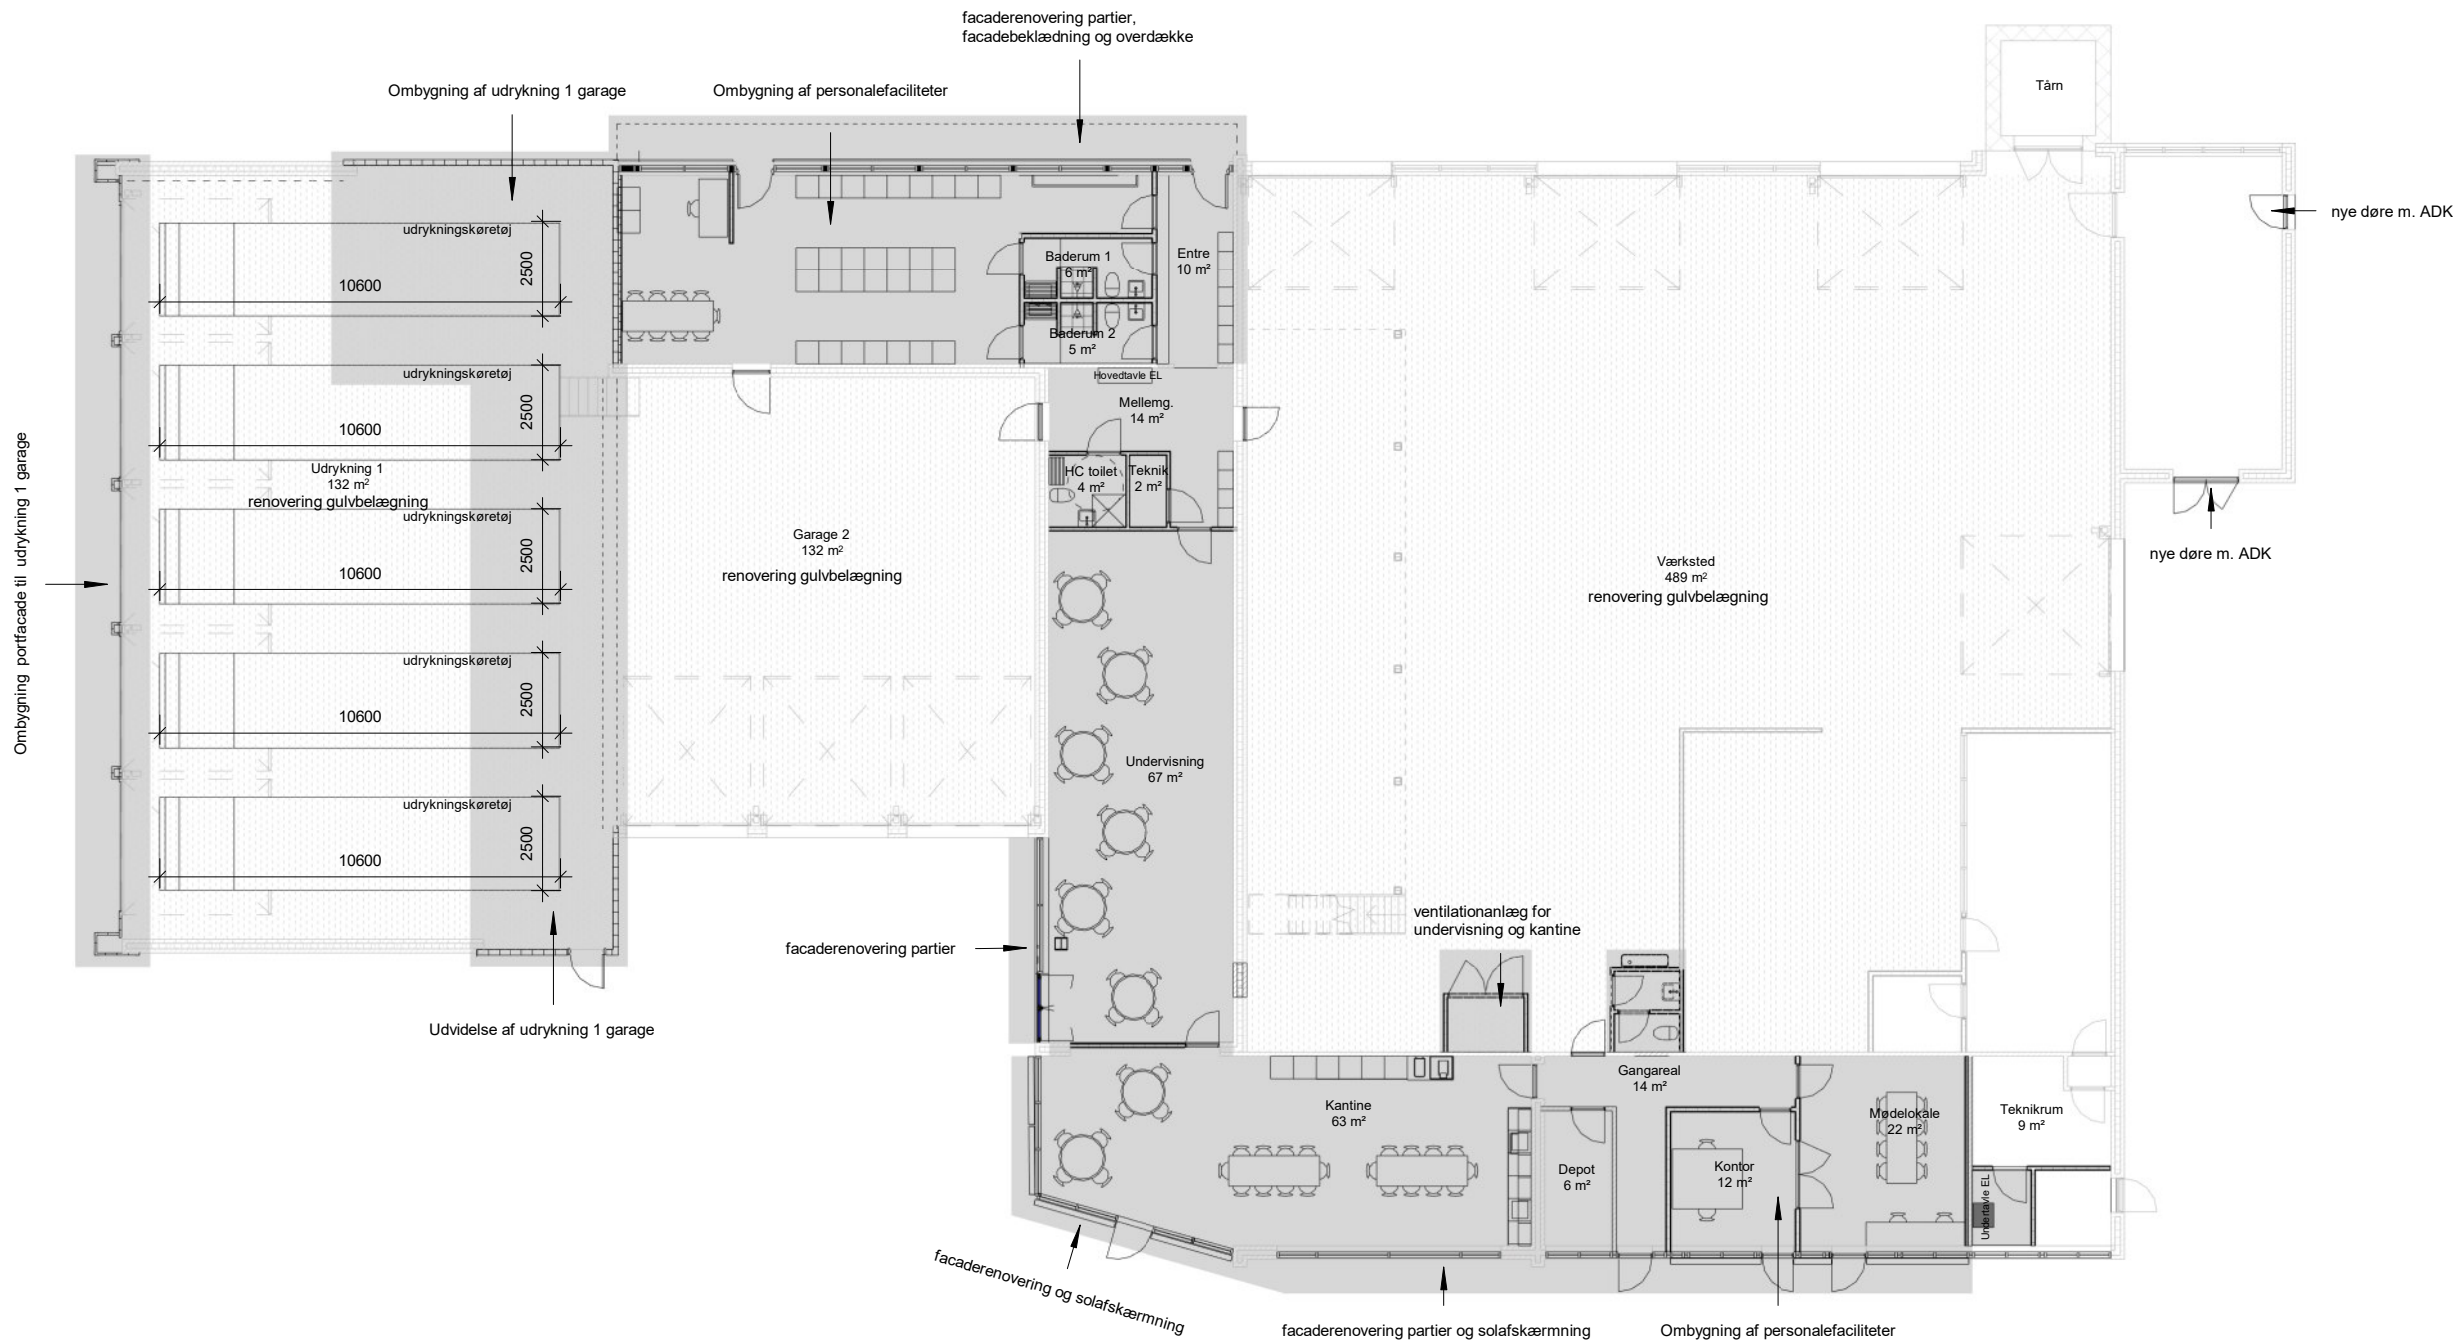 facaderenovering partier,
facadebeklædning og overdække
Ombygning af udrykning 1 garage
Ombygning af personalefaciliteter
Tårn
nye døre m. ADK
udrykningskøretøj
2500
10600
Baderum 1
6 m²
Entre
10 m²
Baderum 2
5 m²
Hovedtavle EL
udrykningskøretøj
2500
10600
Mellemg.
14 m²
Ombygning portfacade til udrykning 1 garage
Udrykning 1
132 m²
renovering gulvbelægning
HC toilet
4 m²
Teknik
2 m²
udrykningskøretøj
2500
10600
Garage 2
132 m²
renovering gulvbelægning
Værksted
489 m²
renovering gulvbelægning
nye døre m. ADK
udrykningskøretøj
2500
10600
Undervisning
67 m²
udrykningskøretøj
2500
10600
facaderenovering partier
ventilationanlæg for
undervisning og kantine
Udvidelse af udrykning 1 garage
Gangareal
14 m²
Kantine
63 m²
Mødelokale
22 m²
Teknikrum
9 m²
Depot
6 m²
Kontor
12 m²
Undertavle EL
facaderenovering og solafskærmning
facaderenovering partier og solafskærmning
Ombygning af personalefaciliteter